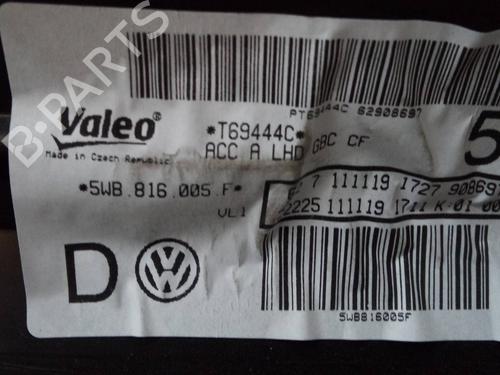 PT69444C 62908697
Valeo
*T69444C*
Made in Czech Republic
ACC A LHD GBC CF
5
*5WB.816.005.F*
7 111119 1727 908697
VL1
2225 111119 1711 K-01 00
D
5WB816005F
B-PARTS